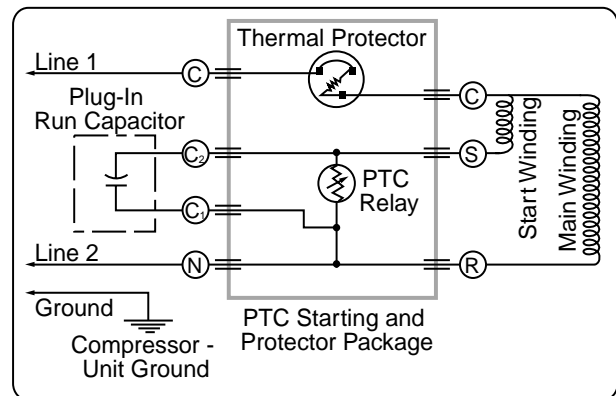 Thermal Protector
Line 1
C
C
Plug-In
Run Capacitor
C2
S
PTC
Relay
C1
Start Winding
Main Winding
Line 2
N
R
Ground
Compressor -
Unit Ground
PTC Starting and
Protector Package